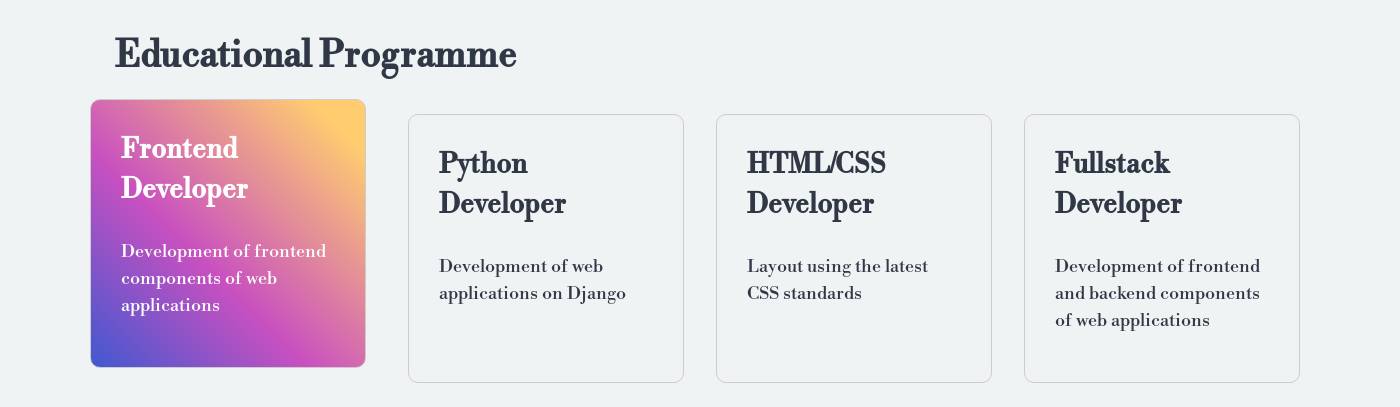 Educational Programme
Frontend
Developer
Development of frontend
components of web
applications
Python
Developer
Development of web
applications on Django
HTML/CSS
Developer
Layout using the latest
CSS standards
Fullstack
Developer
Development of frontend
and backend components
of web applications